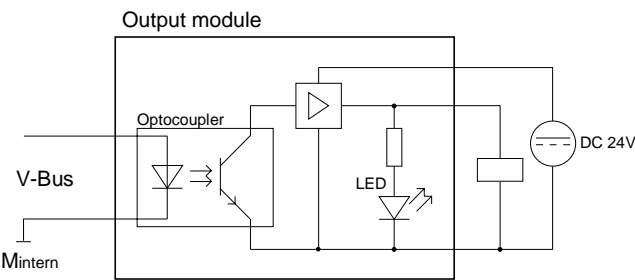 Output module
Optocoupler
DC 24V
V-Bus
LED
Mintern